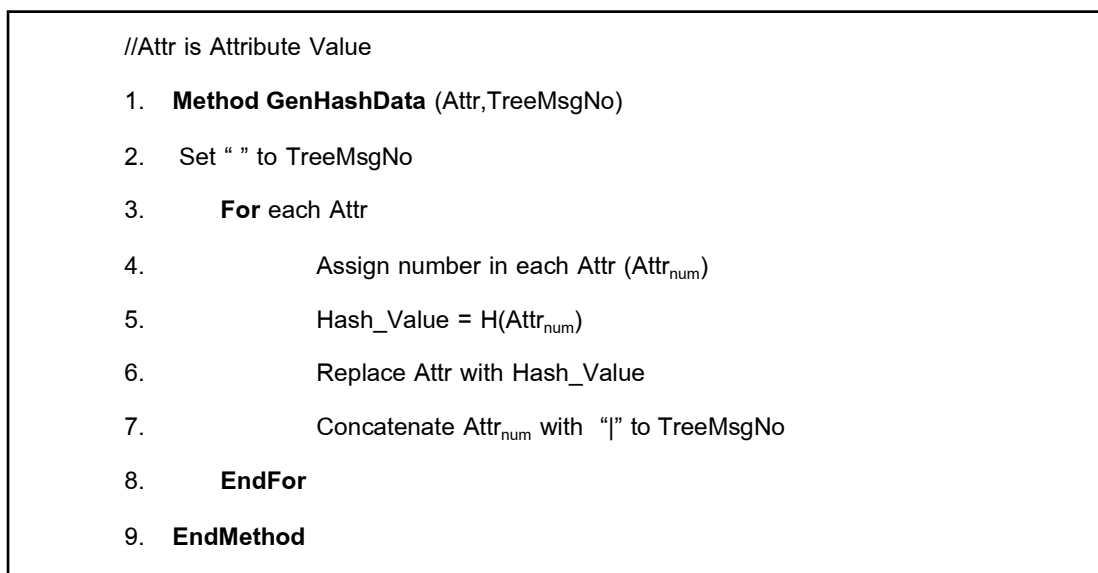 //Attr is Attribute Value
1. Method GenHashData (Attr,TreeMsgNo)
2. Set “ ” to TreeMsgNo
3. For each Attr
4. Assign number in each Attr (Attrnum)
5. Hash_Value = H(Attrnum)
6. Replace Attr with Hash_Value
7. Concatenate Attrnum with “|” to TreeMsgNo
8. EndFor
9. EndMethod